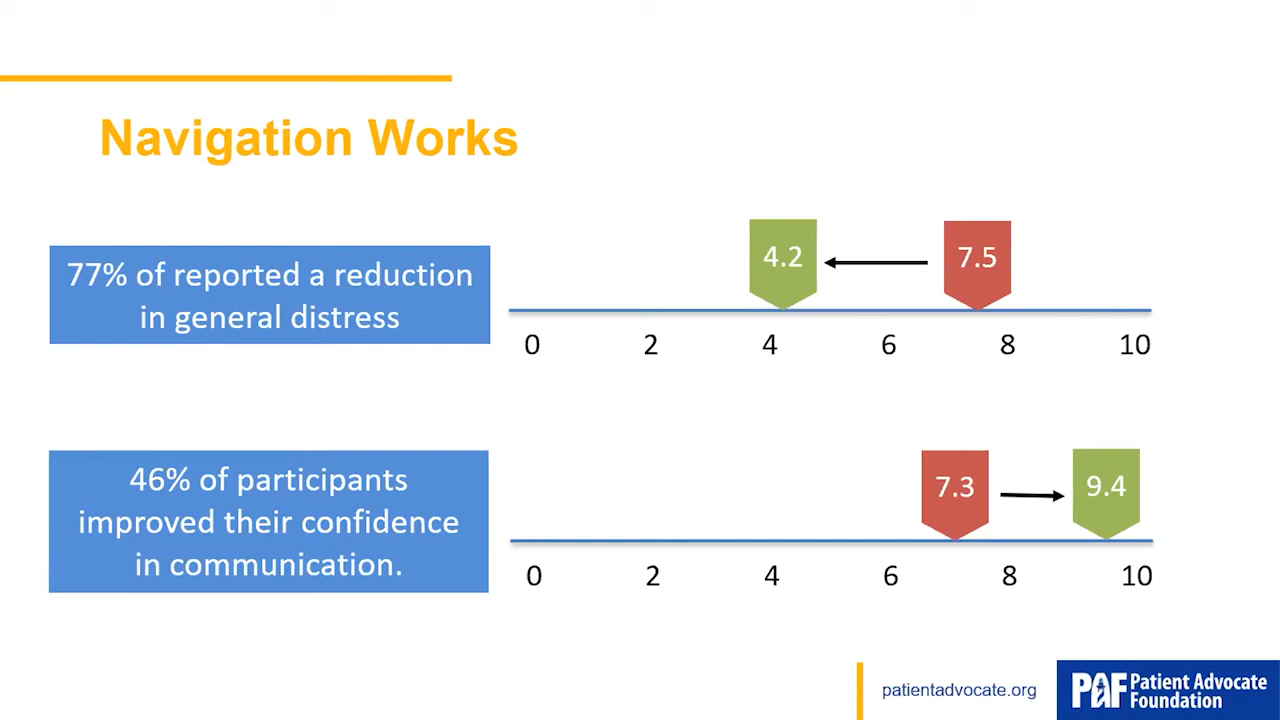 Navigation Works
77% of reported a reduction
in general distress
4.2
7.5
0 2 4 6 8 10
46% of participants
improved their confidence
in communication.
7.3
9.4
0 2 4 6 8 10
patientadvocate.org
PAF Patient Advocate
Foundation